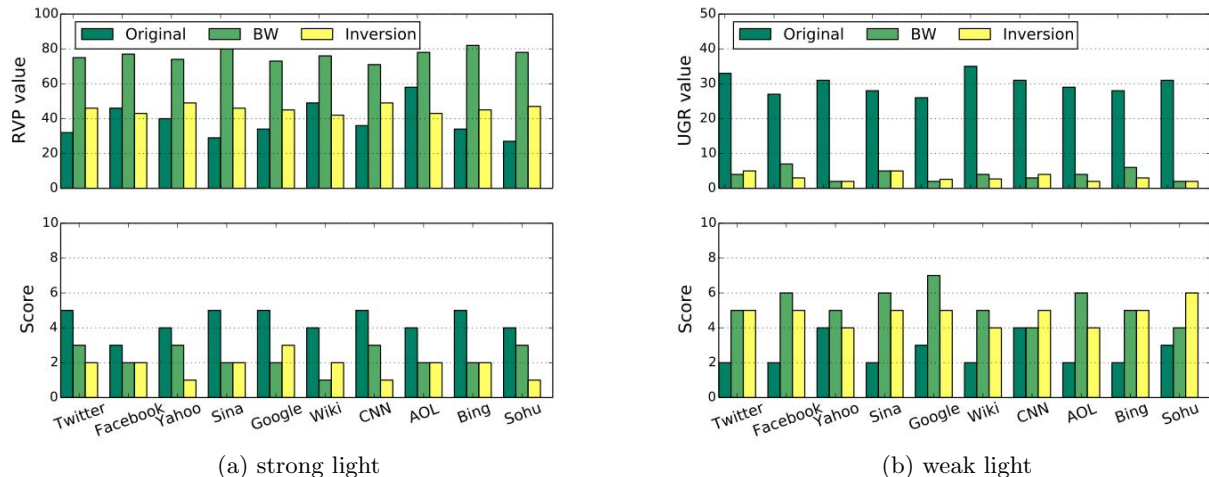 Original BW Inversion
RVP value
100
80
60
40
20
0
Score
10
8
6
4
2
0
Twitter Facebook Yahoo Sina Google Wiki CNN AOL Bing Sohu
(a) strong light
Original BW Inversion
UGR value
50
40
30
20
10
0
Score
10
8
6
4
2
0
Twitter Facebook Yahoo Sina Google Wiki CNN AOL Bing Sohu
(b) weak light